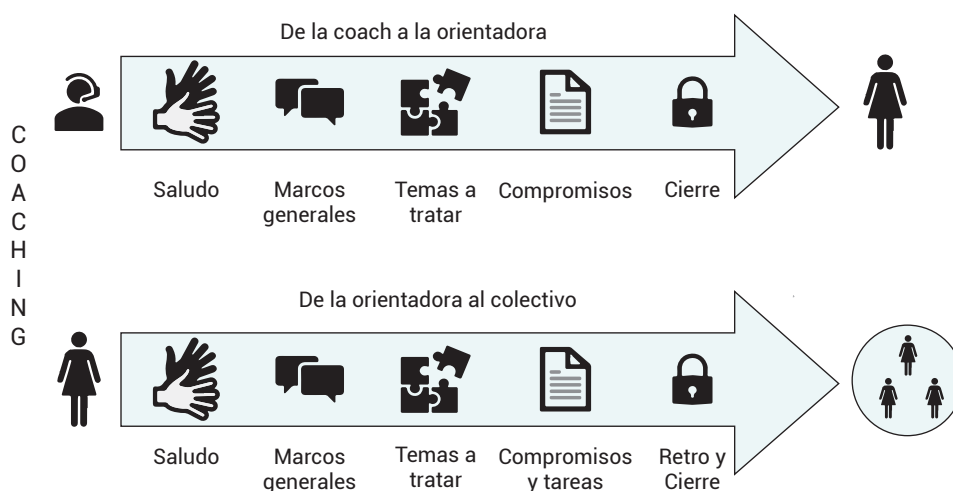 COACHING
De la coach a la orientadora
Saludo
Marcos
generales
Temas a
tratar
Compromisos
Cierre
De la orientadora al colectivo
Saludo
Marcos
generales
Temas a
tratar
Compromisos
y tareas
Retro y
Cierre